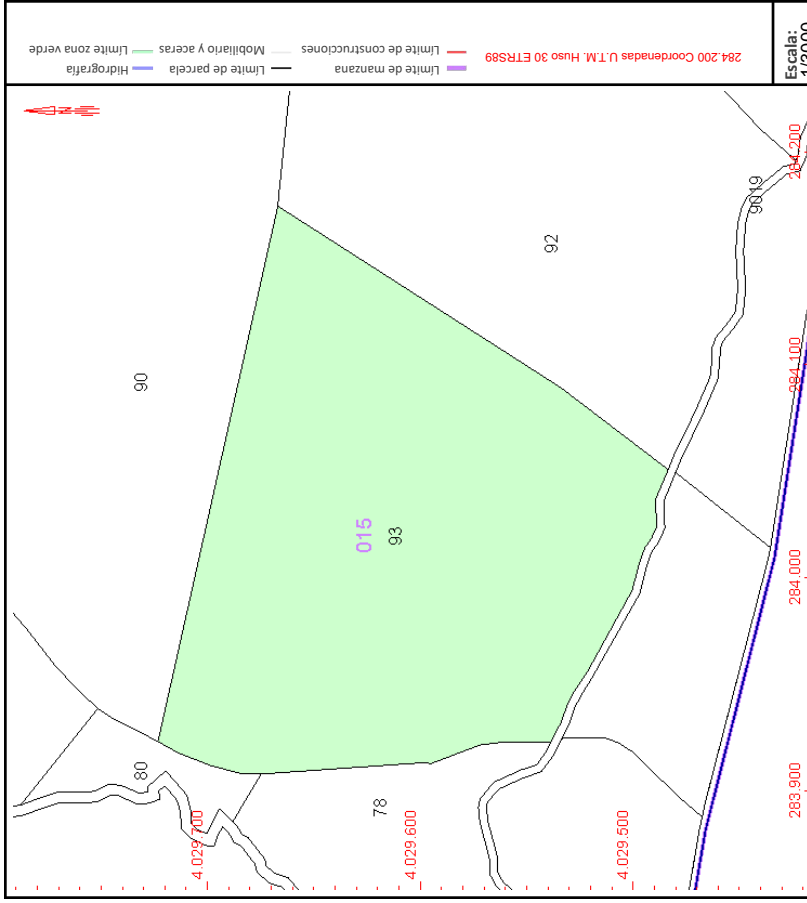 Hidrografía
Límite zona verde
Límite de parcela
Mobiliario y aceras
Límite de manzana
Límite de construcciones
284.200 Coordenadas U.T.M. Huso 30 ETRS89
Escala:
1/3000
90
92
9019
015
93
80
78
4.029.700
4.029.600
4.029.500
284.200
284.100
284.000
283.900